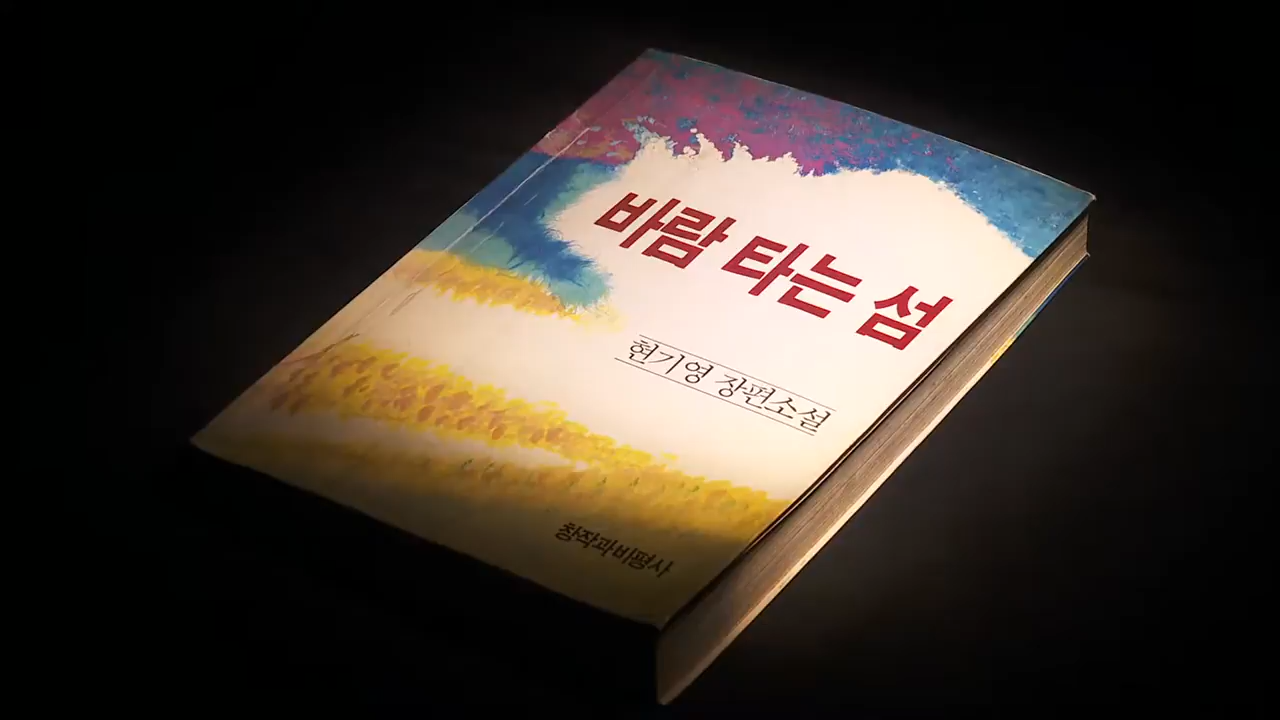 바람 타는 섬
현기영 장편소설
창작과비평사